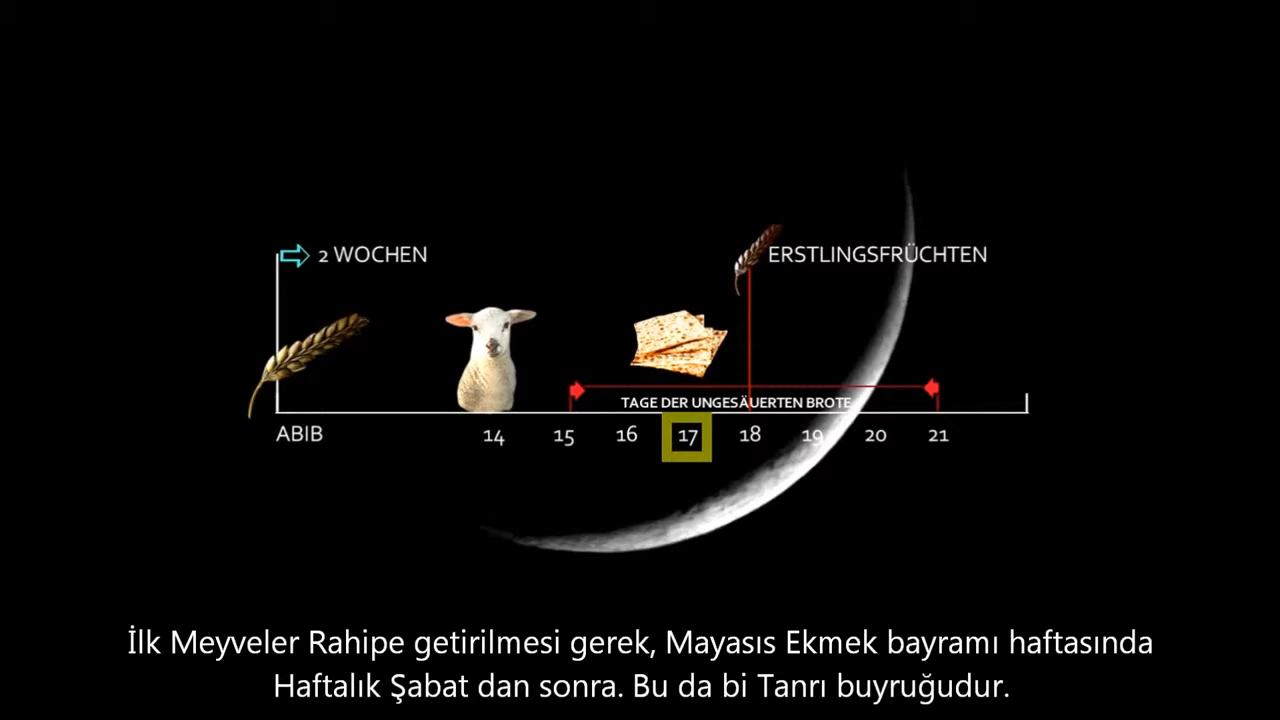 2 WOCHEN
ERSTLINGSFRÜCHTEN
TAGE DER UNGESÄUERTEN BROTE
ABIB 14 15 16 17 18 19 20 21
İlk Meyveler Rahipe getirilmesi gerek, Mayasıs Ekmek bayramı haftasında
Haftalık Şabat dan sonra. Bu da bi Tanrı buyruğudur.